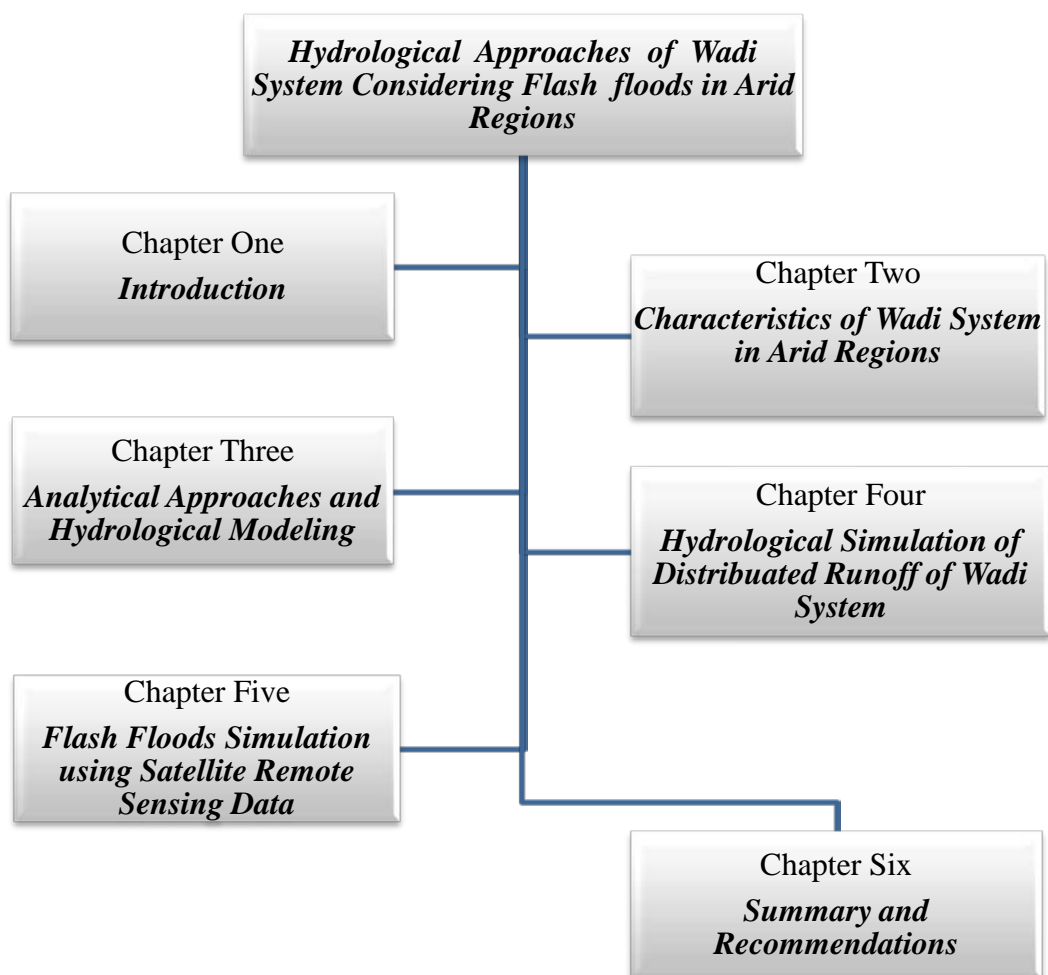 Hydrological Approaches of Wadi
System Considering Flash floods in Arid
Regions
Chapter One
Introduction
Chapter Two
Characteristics of Wadi System
in Arid Regions
Chapter Three
Analytical Approaches and
Hydrological Modeling
Chapter Four
Hydrological Simulation of
Distribuated Runoff of Wadi
System
Chapter Five
Flash Floods Simulation
using Satellite Remote
Sensing Data
Chapter Six
Summary and
Recommendations